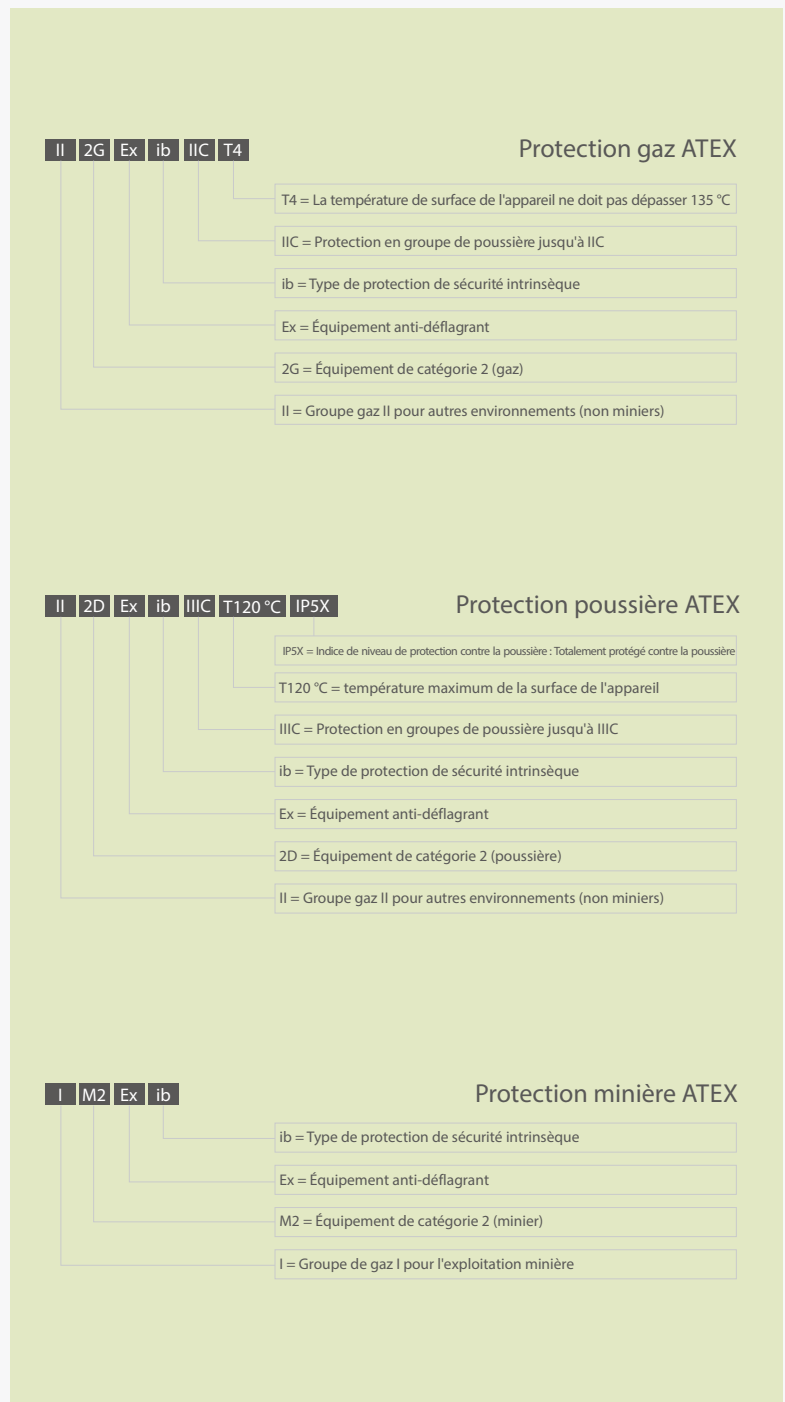 II 2G Ex ib IIC T4 Protection gaz ATEX
T4 = La température de surface de l'appareil ne doit pas dépasser 135 °C
IIC = Protection en groupe de poussière jusqu'à IIC
ib = Type de protection de sécurité intrinsèque
Ex = Équipement anti-déflagrant
2G = Équipement de catégorie 2 (gaz)
II = Groupe gaz II pour autres environnements (non miniers)
II 2D Ex ib IIIC T120 °C IP5X Protection poussière ATEX
IP5X = Indice de niveau de protection contre la poussière : Totalement protégé contre la poussière
T120 °C = température maximum de la surface de l'appareil
IIIC = Protection en groupes de poussière jusqu'à IIIC
ib = Type de protection de sécurité intrinsèque
Ex = Équipement anti-déflagrant
2D = Équipement de catégorie 2 (poussière)
II = Groupe gaz II pour autres environnements (non miniers)
I M2 Ex ib Protection minière ATEX
ib = Type de protection de sécurité intrinsèque
Ex = Équipement anti-déflagrant
M2 = Équipement de catégorie 2 (minier)
I = Groupe de gaz I pour l'exploitation minière